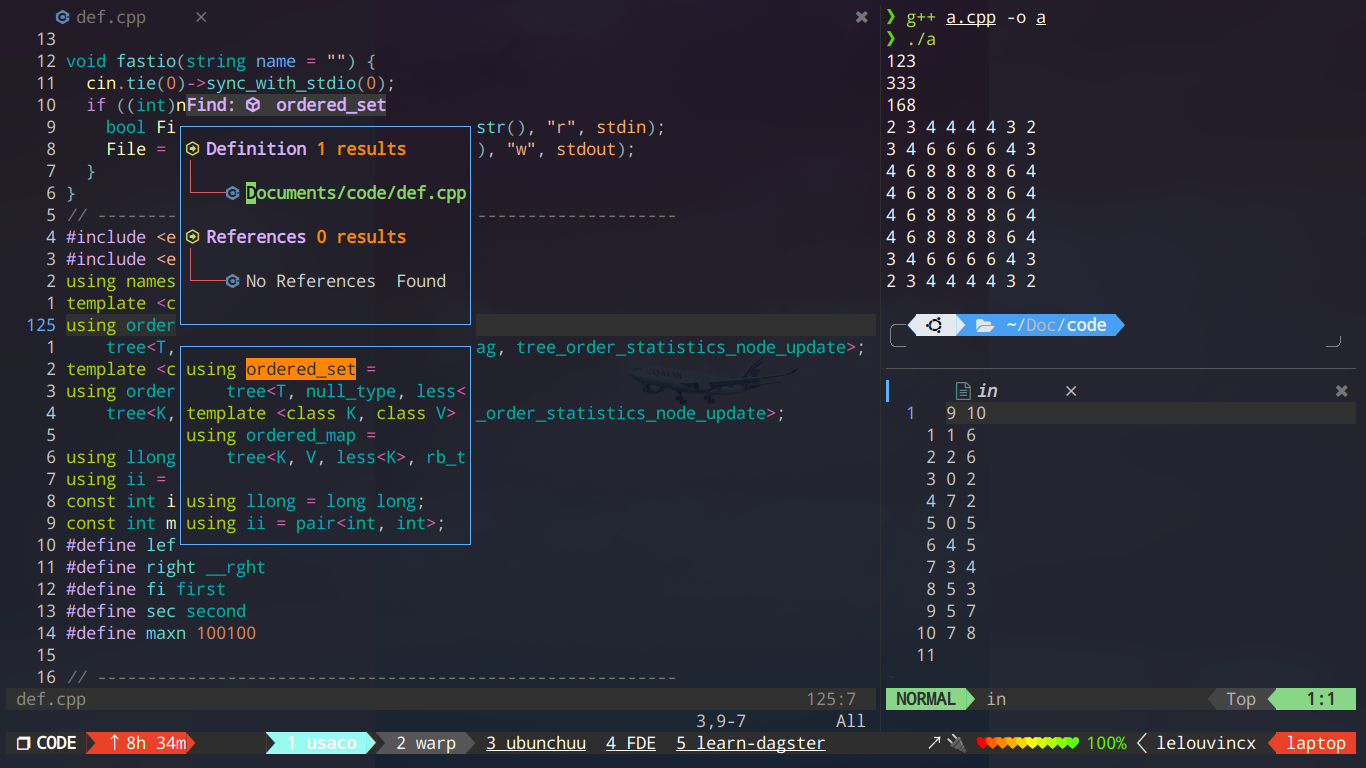 def.cpp × ✖
13
12 void fastio(string name = "") {
11 cin.tie(0)->sync_with_stdio(0);
10 if ((int)nFind: ordered_set
9 bool Fi str(), "r", stdin);
8 File = ), "w", stdout);
7 }
6 }
5 // -------- --------------------
4 #include <e
3 #include <e
2 using names
1 template <c
125 using order
1 tree<T, ag, tree_order_statistics_node_update>;
2 template <c
3 using order
4 tree<K, _order_statistics_node_update>;
5
6 using llong
7 using ii =
8 const int i
9 const int m
10 #define lef
11 #define right __rght
12 #define fi first
13 #define sec second
14 #define maxn 100100
15
16 // ----------------------------------------------------------
Definition 1 results
Documents/code/def.cpp
References 0 results
No References Found
using ordered_set =
tree<T, null_type, less<
template <class K, class V>
using ordered_map =
tree<K, V, less<K>, rb_t
using llong = long long;
using ii = pair<int, int>;
def.cpp 125:7
3,9-7 All
❯ g++ a.cpp -o a
❯ ./a
123
333
168
2 3 4 4 4 4 3 2
3 4 6 6 6 6 4 3
4 6 8 8 8 8 6 4
4 6 8 8 8 8 6 4
4 6 8 8 8 8 6 4
4 6 8 8 8 8 6 4
3 4 6 6 6 6 4 3
2 3 4 4 4 4 3 2
~/Doc/code
in × ✖
1 9 10
1 1 6
2 2 6
3 0 2
4 7 2
5 0 5
6 4 5
7 3 4
8 5 3
9 5 7
10 7 8
11
~
NORMAL in Top 1:1
CODE ↑ 8h 34m 1 usaco 2 warp 3 ubunchuu 4 FDE 5 learn-dagster ↗ 100% lelouvincx laptop